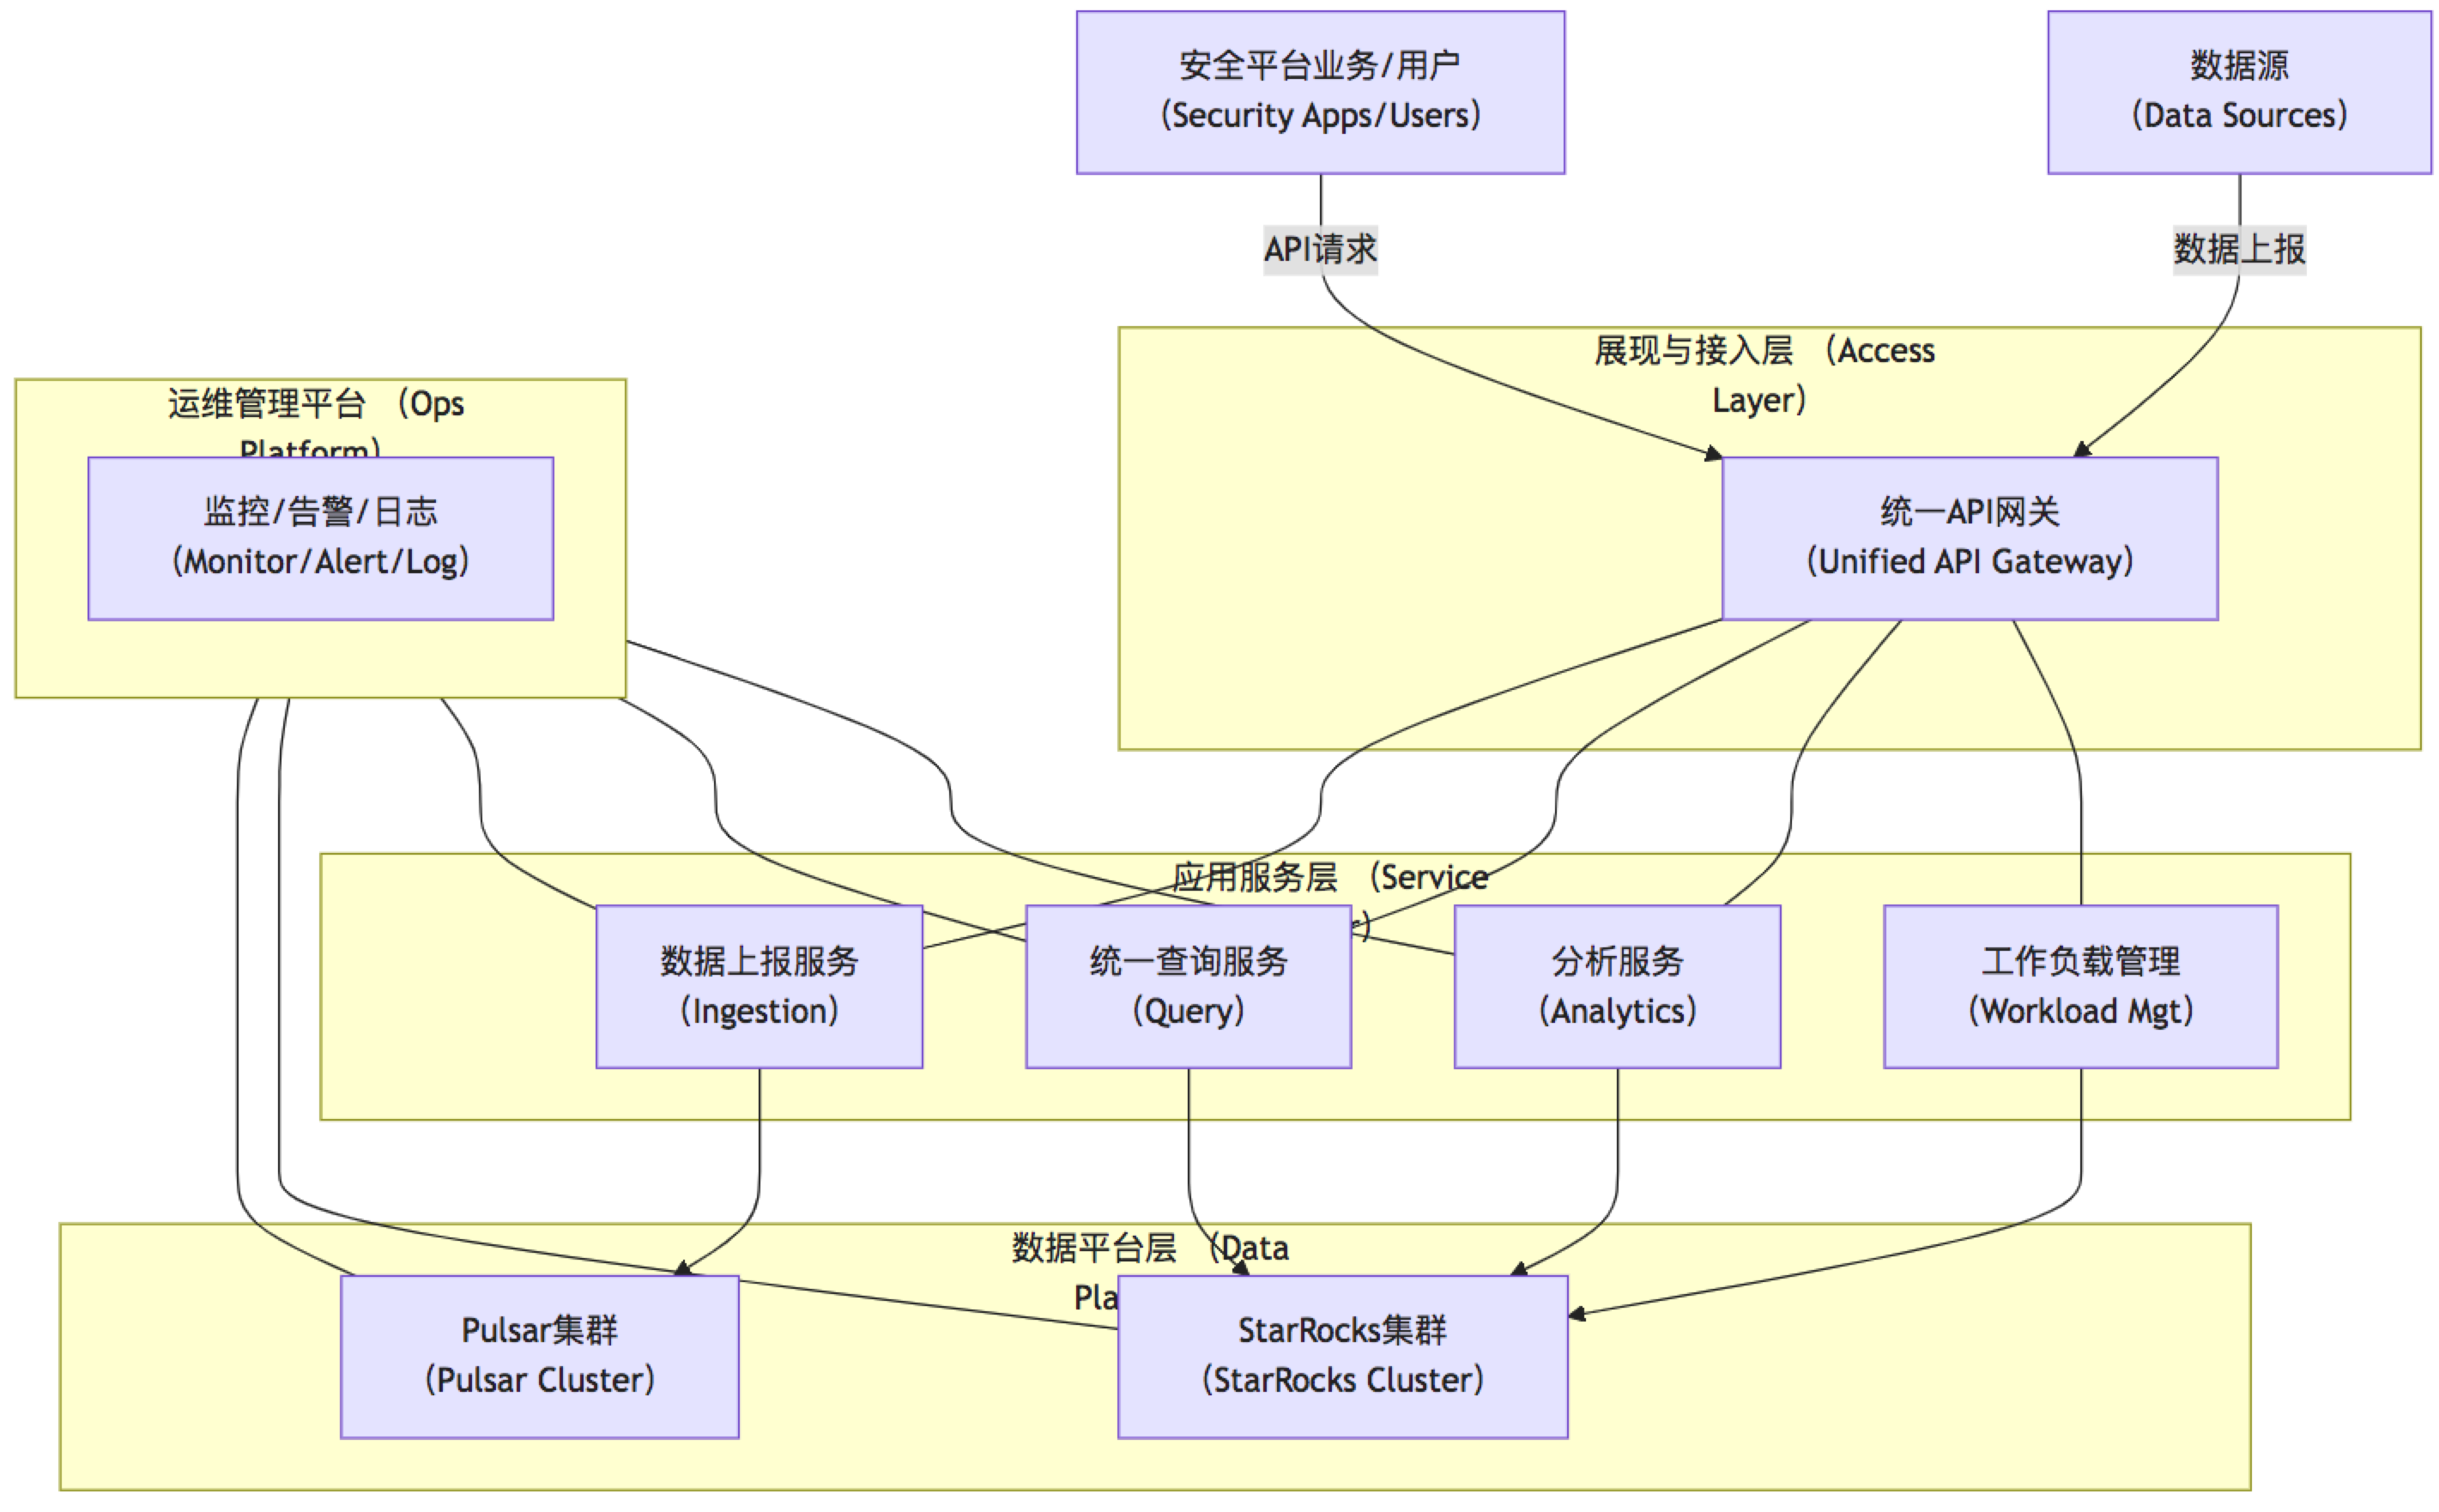 安全平台业务/用户
（Security Apps/Users）
数据源
（Data Sources）
API请求
数据上报
展现与接入层 （Access
Layer）
运维管理平台 （Ops
Platform）
监控/告警/日志
（Monitor/Alert/Log）
统一API网关
（Unified API Gateway）
应用服务层 （Service
数据上报服务
（Ingestion）
统一查询服务
（Query）
分析服务
（Analytics）
工作负载管理
（Workload Mgt）
数据平台层 （Data
Pulsar集群
（Pulsar Cluster）
StarRocks集群
（StarRocks Cluster）